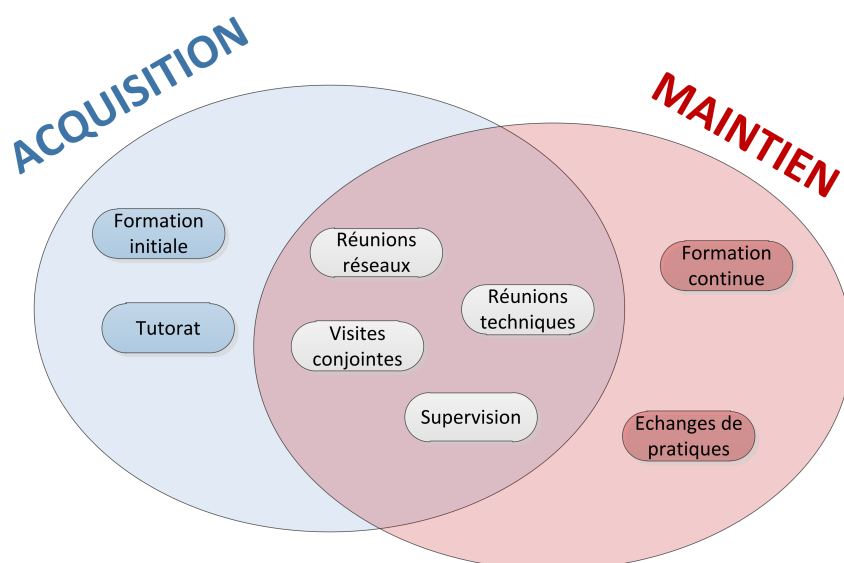 ACQUISITION
MAINTIEN
Formation
initiale
Tutorat
Réunions
réseaux
Réunions
techniques
Visites
conjointes
Supervision
Formation
continue
Echanges de
pratiques